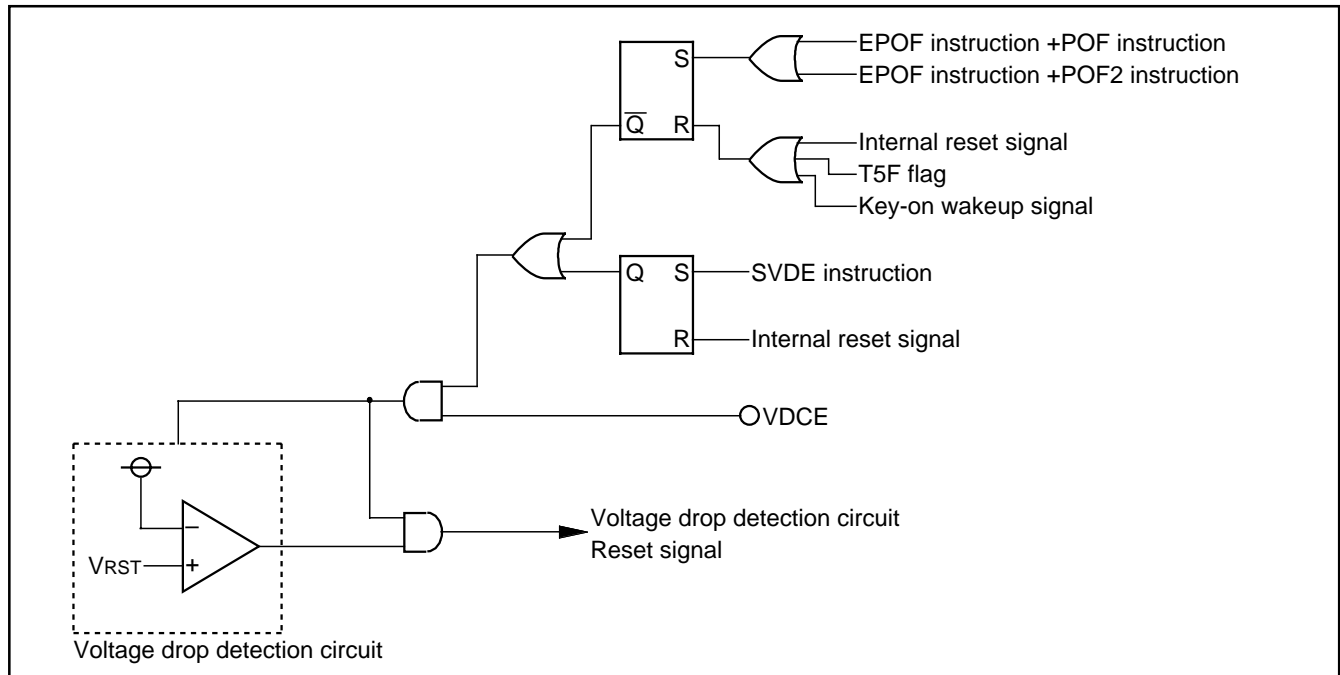 EPOF instruction +POF instruction
S
EPOF instruction +POF2 instruction
Q R
Internal reset signal
T5F flag
Key-on wakeup signal
Q S
SVDE instruction
R
Internal reset signal
VDCE
−
VRST
+
Voltage drop detection circuit
Reset signal
Voltage drop detection circuit